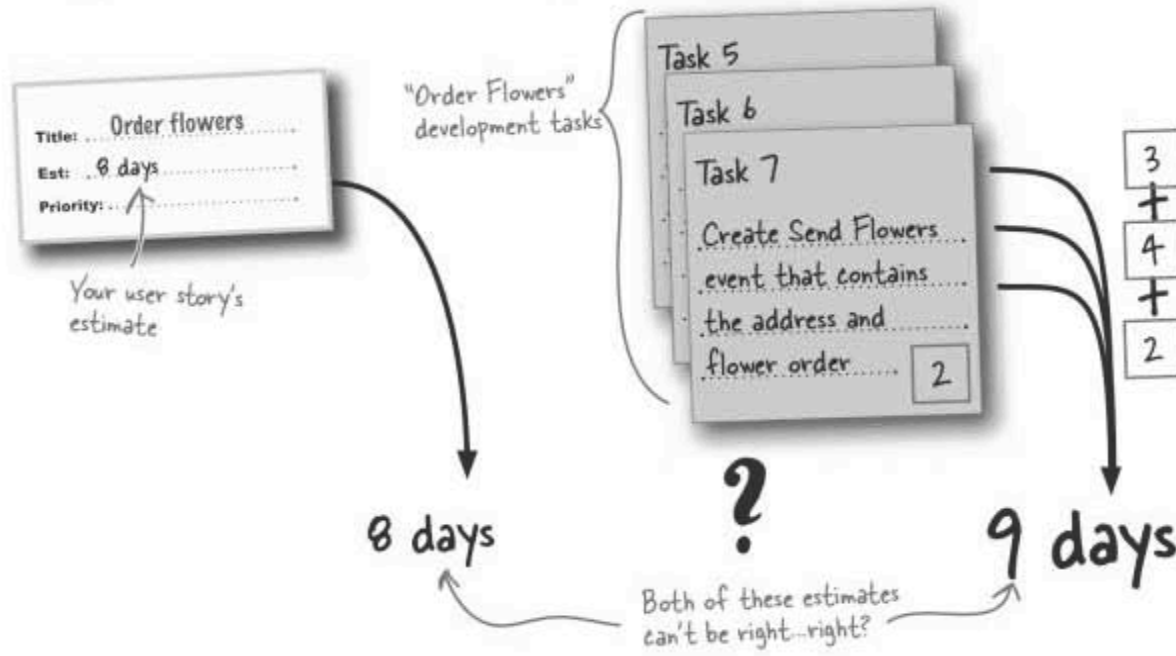 Title: Order flowers
Est: 8 days
Priority:
Your user story's
estimate
"Order Flowers"
development tasks
Task 5
Task 6
Task 7
Create Send Flowers
event that contains
the address and
flower order
2
3
+
4
+
2
8 days
?
9 days
Both of these estimates
can't be right...right?